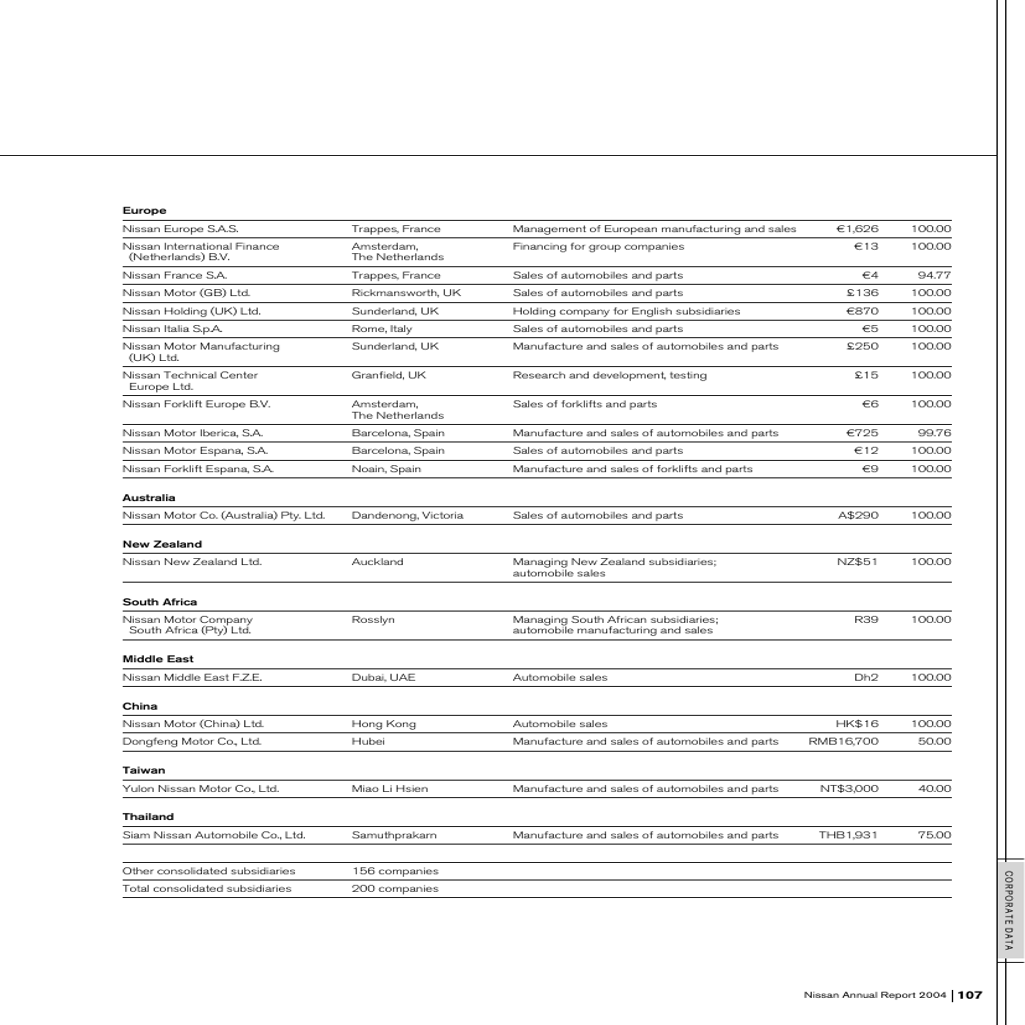 Europe
Nissan Europe S.A.S. Trappes, France Management of European manufacturing and sales €1,626 100.00
Nissan International Finance Amsterdam, Financing for group companies €13 100.00
(Netherlands) B.V. The Netherlands
Nissan France S.A. Trappes, France Sales of automobiles and parts €4 94.77
Nissan Motor (GB) Ltd. Rickmansworth, UK Sales of automobiles and parts £136 100.00
Nissan Holding (UK) Ltd. Sunderland, UK Holding company for English subsidiaries €870 100.00
Nissan Italia S.p.A. Rome, Italy Sales of automobiles and parts €5 100.00
Nissan Motor Manufacturing Sunderland, UK Manufacture and sales of automobiles and parts £250 100.00
(UK) Ltd.
Nissan Technical Center Granfield, UK Research and development, testing £15 100.00
Europe Ltd.
Nissan Forklift Europe B.V. Amsterdam, Sales of forklifts and parts €6 100.00
The Netherlands
Nissan Motor Iberica, S.A. Barcelona, Spain Manufacture and sales of automobiles and parts €725 99.76
Nissan Motor Espana, S.A. Barcelona, Spain Sales of automobiles and parts €12 100.00
Nissan Forklift Espana, S.A. Noain, Spain Manufacture and sales of forklifts and parts €9 100.00
Australia
Nissan Motor Co. (Australia) Pty. Ltd. Dandenong, Victoria Sales of automobiles and parts A$290 100.00
New Zealand
Nissan New Zealand Ltd. Auckland Managing New Zealand subsidiaries; NZ$51 100.00
automobile sales
South Africa
Nissan Motor Company Rosslyn Managing South African subsidiaries; R39 100.00
South Africa (Pty) Ltd. automobile manufacturing and sales
Middle East
Nissan Middle East F.Z.E. Dubai, UAE Automobile sales Dh2 100.00
China
Nissan Motor (China) Ltd. Hong Kong Automobile sales HK$16 100.00
Dongfeng Motor Co., Ltd. Hubei Manufacture and sales of automobiles and parts RMB16,700 50.00
Taiwan
Yulon Nissan Motor Co., Ltd. Miao Li Hsien Manufacture and sales of automobiles and parts NT$3,000 40.00
Thailand
Siam Nissan Automobile Co., Ltd. Samuthprakarn Manufacture and sales of automobiles and parts THB1,931 75.00
Other consolidated subsidiaries 156 companies
Total consolidated subsidiaries 200 companies
CORPORATE DATA
Nissan Annual Report 2004 107